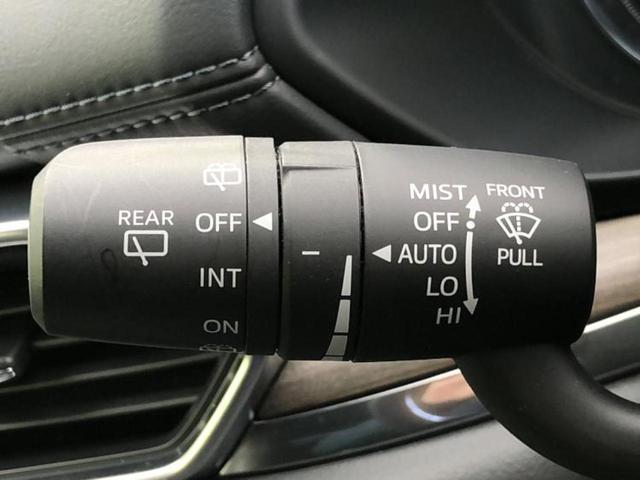 REAR
OFF
INT
ON
–
MIST
OFF
AUTO
LO
HI
FRONT
PULL